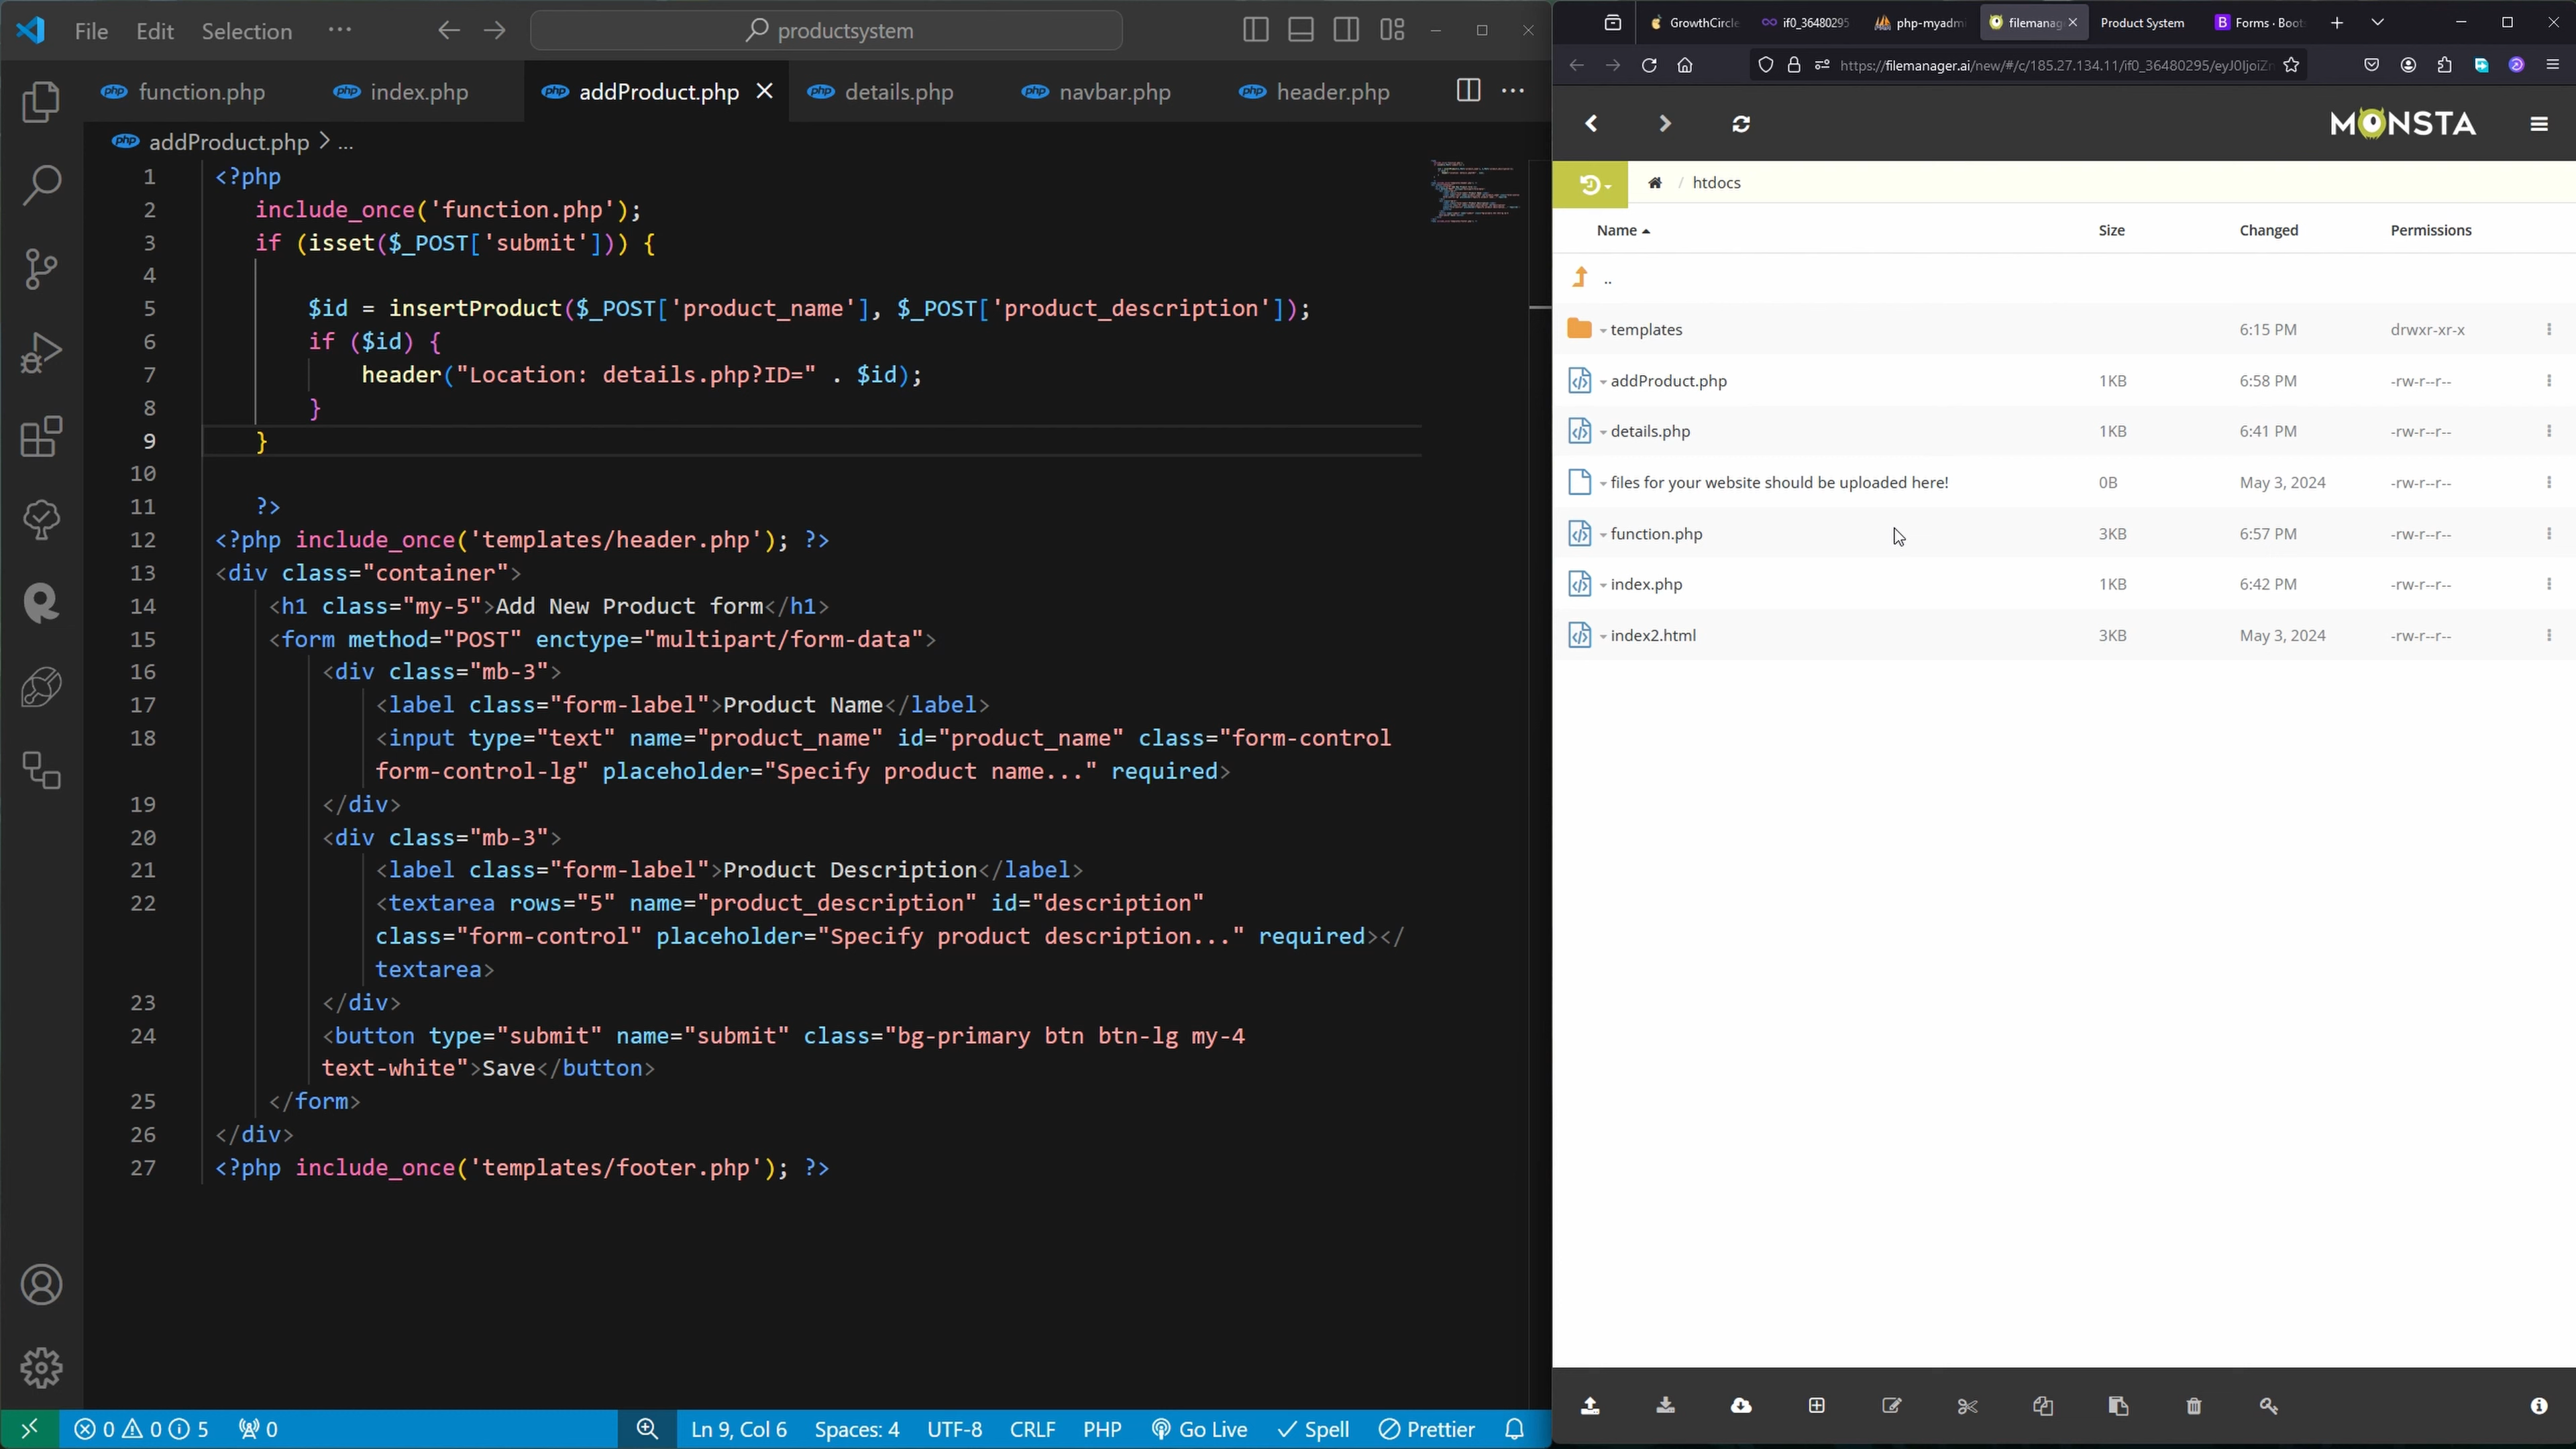 File Edit Selection ...
productsystem
function.php index.php addProduct.php details.php navbar.php header.php
addProduct.php > ...
1 <?php
2 include_once('function.php');
3 if (isset($_POST['submit'])) {
4
5 $id = insertProduct($_POST['product_name'], $_POST['product_description']);
6 if ($id) {
7 header("Location: details.php?ID=" . $id);
8 }
9 }
10
11 ?>
12 <?php include_once('templates/header.php'); ?>
13 <div class="container">
14 <h1 class="my-5">Add New Product form</h1>
15 <form method="POST" enctype="multipart/form-data">
16 <div class="mb-3">
17 <label class="form-label">Product Name</label>
18 <input type="text" name="product_name" id="product_name" class="form-control
form-control-lg" placeholder="Specify product name..." required>
19 </div>
20 <div class="mb-3">
21 <label class="form-label">Product Description</label>
22 <textarea rows="5" name="product_description" id="description"
class="form-control" placeholder="Specify product description..." required></
textarea>
23 </div>
24 <button type="submit" name="submit" class="bg-primary btn btn-lg my-4
text-white">Save</button>
25 </form>
26 </div>
27 <?php include_once('templates/footer.php'); ?>
0 0 5 0 Ln 9, Col 6 Spaces: 4 UTF-8 CRLF PHP Go Live Spell Prettier
GrowthCircle if0_36480295 php-myadmi filemanag Product System Forms · Boot
https://filemanager.ai/new/#/c/185.27.134.11/if0_36480295/eyJ0IjoiZn
MONSTA
/ htdocs
Name Size Changed Permissions
..
templates 6:15 PM drwxr-xr-x
addProduct.php 1KB 6:58 PM -rw-r--r--
details.php 1KB 6:41 PM -rw-r--r--
files for your website should be uploaded here! 0B May 3, 2024 -rw-r--r--
function.php 3KB 6:57 PM -rw-r--r--
index.php 1KB 6:42 PM -rw-r--r--
index2.html 3KB May 3, 2024 -rw-r--r--